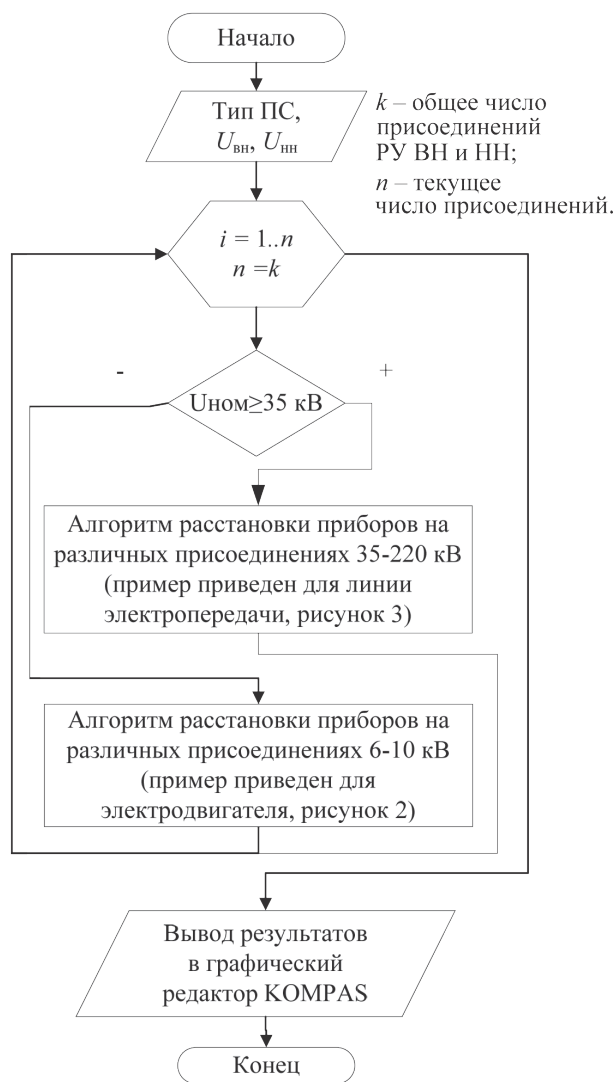 Начало
Тип ПС,
Uвн, Uнн
k – общее число
присоединений
РУ ВН и НН;
n – текущее
число присоединений.
i = 1..n
n =k
-
+
Uном≥35 кВ
Алгоритм расстановки приборов на
различных присоединениях 35-220 кВ
(пример приведен для линии
электропередачи, рисунок 3)
Алгоритм расстановки приборов на
различных присоединениях 6-10 кВ
(пример приведен для
электродвигателя, рисунок 2)
Вывод результатов
в графический
редактор KOMPAS
Конец